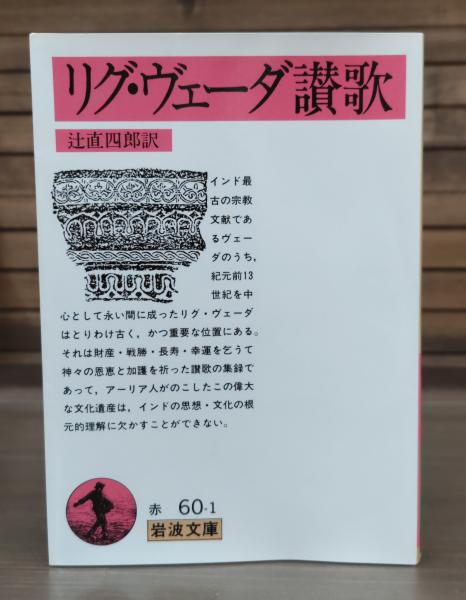 リグ・ヴェーダ讃歌
辻直四郎訳
インド最
古の宗教
文献であ
るヴェー
ダのうち,
紀元前13
世紀を中
心として永い間に成ったリグ・ヴェーダ
はとりわけ古く,かつ重要な位置にある。
それは財産・戦勝・長寿・幸運を乞うて
神々の恩恵と加護を祈った讃歌の集録で
あって,アーリア人がのこしたこの偉大
な文化遺産は,インドの思想・文化の根
元的理解に欠かすことができない。
赤 60-1
岩波文庫